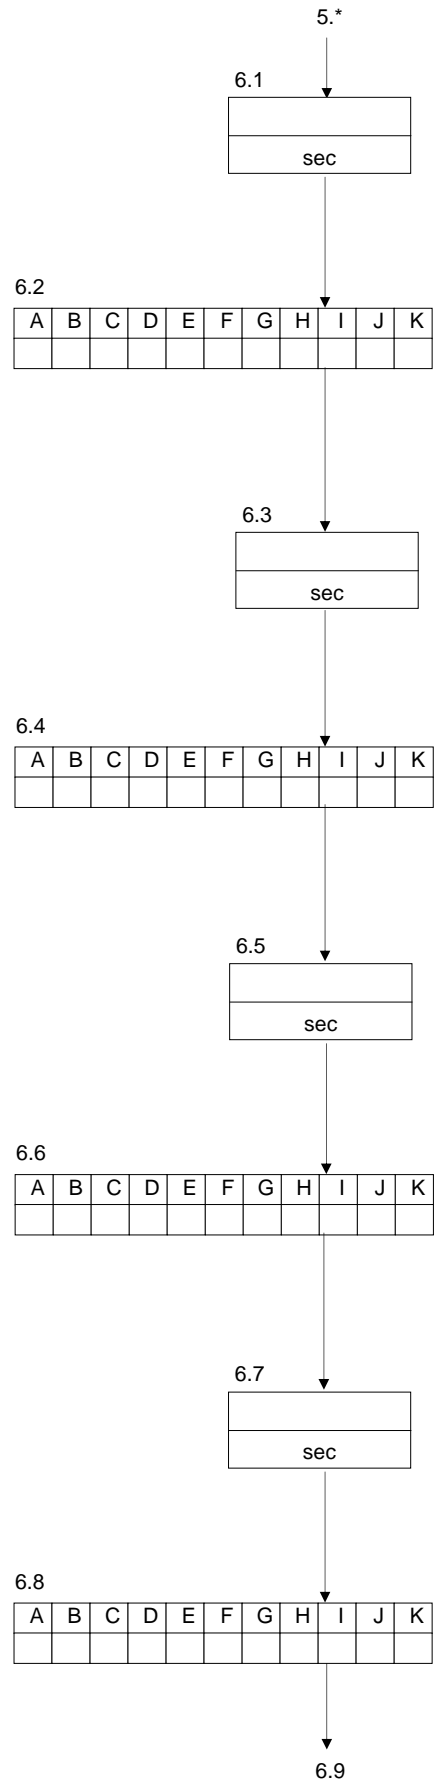 5.*
6.1
sec
6.2
A B C D E F G H I J K
6.3
sec
6.4
A B C D E F G H I J K
6.5
sec
6.6
A B C D E F G H I J K
6.7
sec
6.8
A B C D E F G H I J K
6.9